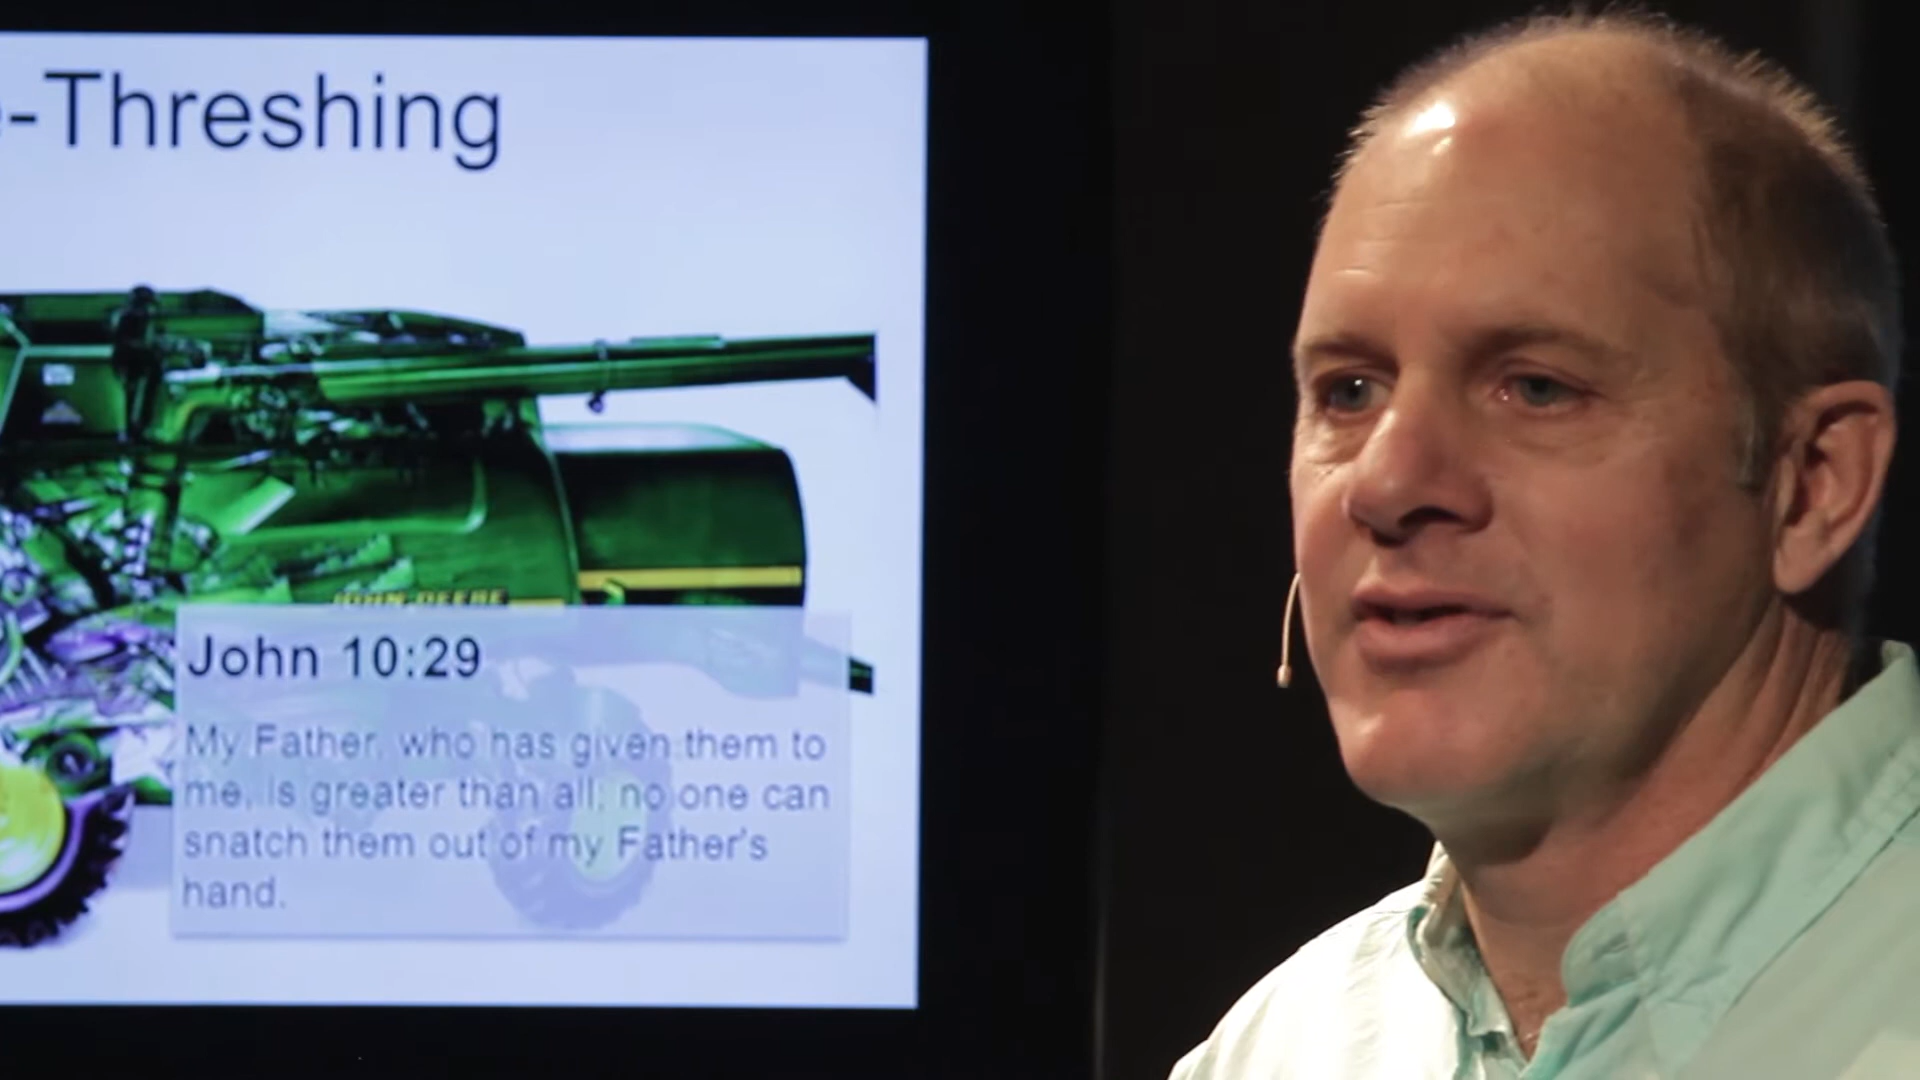 -Threshing
JOHN DEERE
John 10:29
My Father, who has given them to
me, is greater than all; no one can
snatch them out of my Father's
hand.